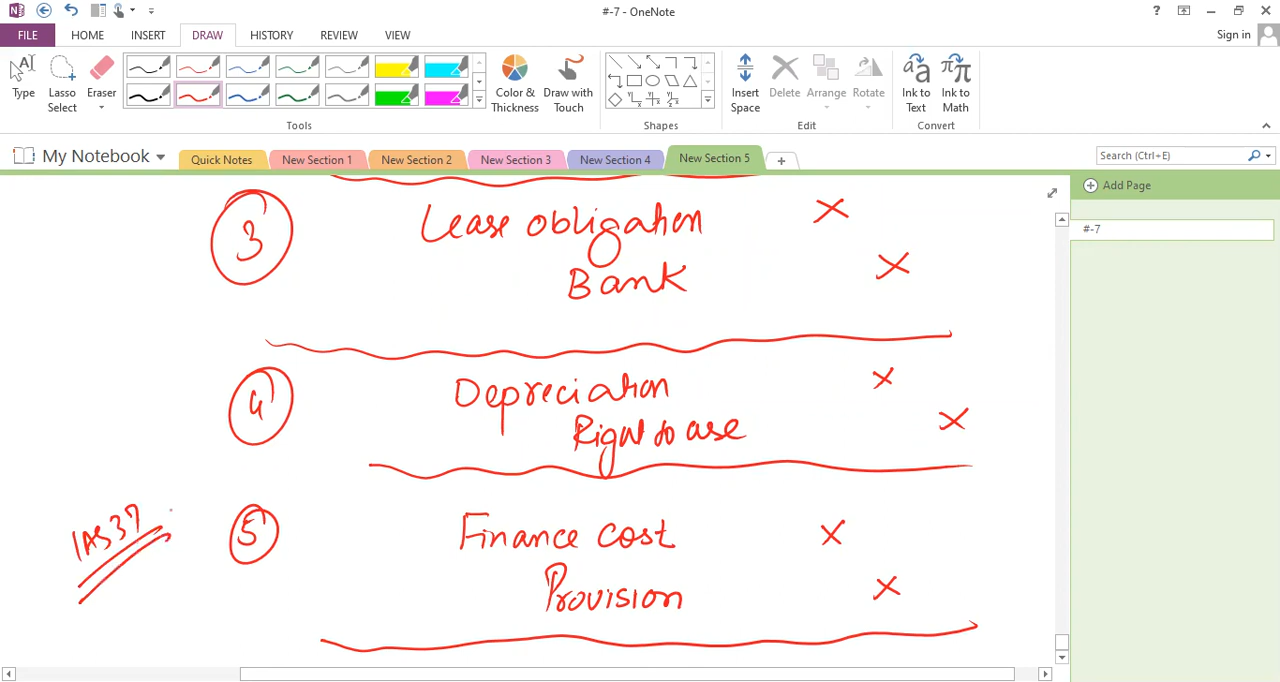 #-7 - OneNote
?
Sign in
FILE HOME INSERT DRAW HISTORY REVIEW VIEW
Type
Lasso Select
Eraser
Color & Thickness
Draw with Touch
Insert Space
Delete
Arrange
Rotate
Ink to Text
Ink to Math
Tools
Shapes
Edit
Convert
My Notebook
Quick Notes
New Section 1
New Section 2
New Section 3
New Section 4
New Section 5
Search (Ctrl+E)
Add Page
#-7
3 Lease obligation X
Bank X
4 Depreciation X
Right to use X
IAS 37
5 Finance cost X
Provision X